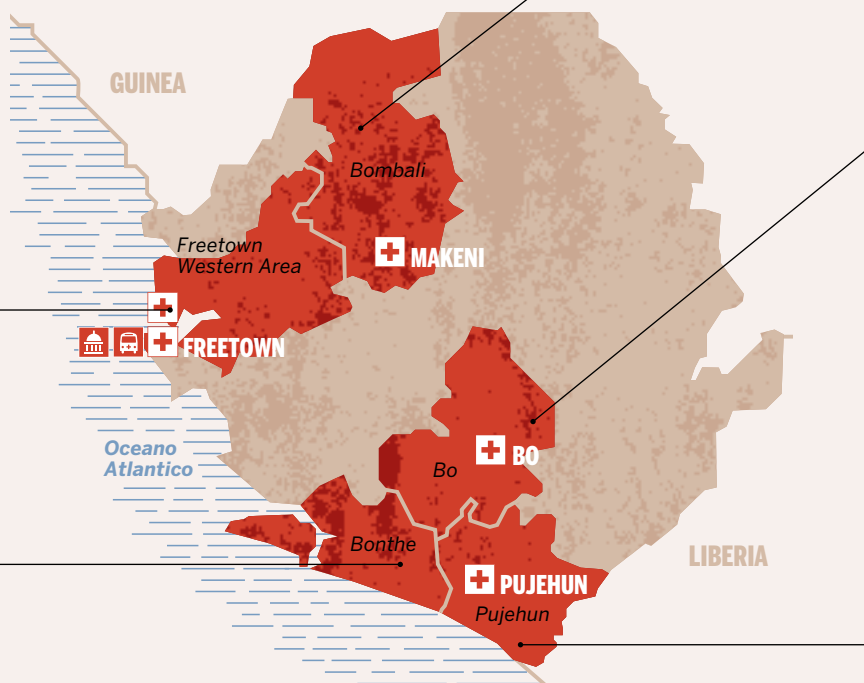 GUINEA
Bombali
Freetown
Western Area
MAKENI
FREETOWN
Oceano
Atlantico
BO
Bo
Bonthe
LIBERIA
PUJEHUN
Pujehun